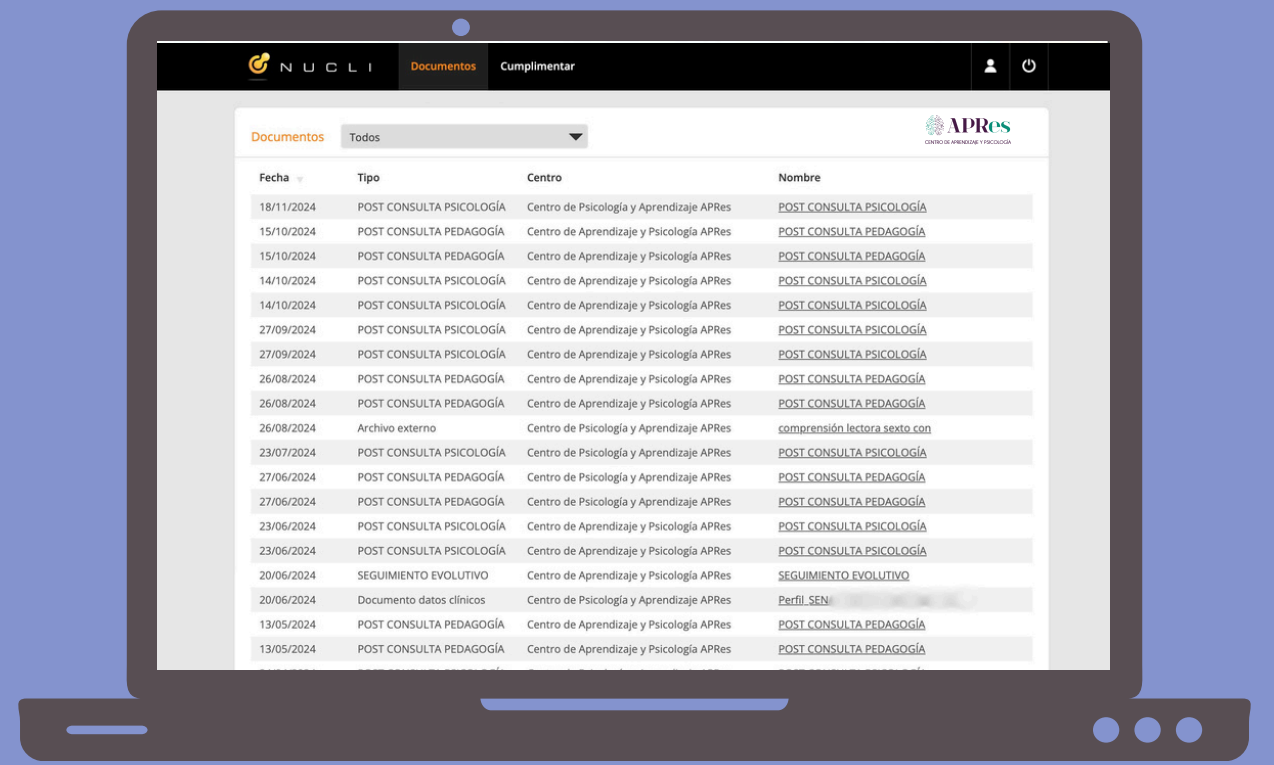 NUCLI Documentos Cumplimentar
Documentos Todos APRes
CENTRO DE APRENDIZAJE Y PSICOLOGÍA
Fecha Tipo Centro Nombre
18/11/2024 POST CONSULTA PSICOLOGÍA Centro de Psicología y Aprendizaje APRes POST CONSULTA PSICOLOGÍA
15/10/2024 POST CONSULTA PEDAGOGÍA Centro de Aprendizaje y Psicología APRes POST CONSULTA PEDAGOGÍA
15/10/2024 POST CONSULTA PEDAGOGÍA Centro de Aprendizaje y Psicología APRes POST CONSULTA PEDAGOGÍA
14/10/2024 POST CONSULTA PSICOLOGÍA Centro de Aprendizaje y Psicología APRes POST CONSULTA PSICOLOGÍA
14/10/2024 POST CONSULTA PSICOLOGÍA Centro de Aprendizaje y Psicología APRes POST CONSULTA PSICOLOGÍA
27/09/2024 POST CONSULTA PSICOLOGÍA Centro de Aprendizaje y Psicología APRes POST CONSULTA PSICOLOGÍA
27/09/2024 POST CONSULTA PSICOLOGÍA Centro de Aprendizaje y Psicología APRes POST CONSULTA PSICOLOGÍA
26/08/2024 POST CONSULTA PEDAGOGÍA Centro de Aprendizaje y Psicología APRes POST CONSULTA PEDAGOGÍA
26/08/2024 POST CONSULTA PEDAGOGÍA Centro de Aprendizaje y Psicología APRes POST CONSULTA PEDAGOGÍA
26/08/2024 Archivo externo Centro de Psicología y Aprendizaje APRes comprensión lectora sexto con
23/07/2024 POST CONSULTA PSICOLOGÍA Centro de Psicología y Aprendizaje APRes POST CONSULTA PSICOLOGÍA
27/06/2024 POST CONSULTA PEDAGOGÍA Centro de Aprendizaje y Psicología APRes POST CONSULTA PEDAGOGÍA
27/06/2024 POST CONSULTA PEDAGOGÍA Centro de Aprendizaje y Psicología APRes POST CONSULTA PEDAGOGÍA
23/06/2024 POST CONSULTA PSICOLOGÍA Centro de Aprendizaje y Psicología APRes POST CONSULTA PSICOLOGÍA
23/06/2024 POST CONSULTA PSICOLOGÍA Centro de Aprendizaje y Psicología APRes POST CONSULTA PSICOLOGÍA
20/06/2024 SEGUIMIENTO EVOLUTIVO Centro de Aprendizaje y Psicología APRes SEGUIMIENTO EVOLUTIVO
20/06/2024 Documento datos clínicos Centro de Psicología y Aprendizaje APRes Perfil_SEN
13/05/2024 POST CONSULTA PEDAGOGÍA Centro de Aprendizaje y Psicología APRes POST CONSULTA PEDAGOGÍA
13/05/2024 POST CONSULTA PEDAGOGÍA Centro de Aprendizaje y Psicología APRes POST CONSULTA PEDAGOGÍA